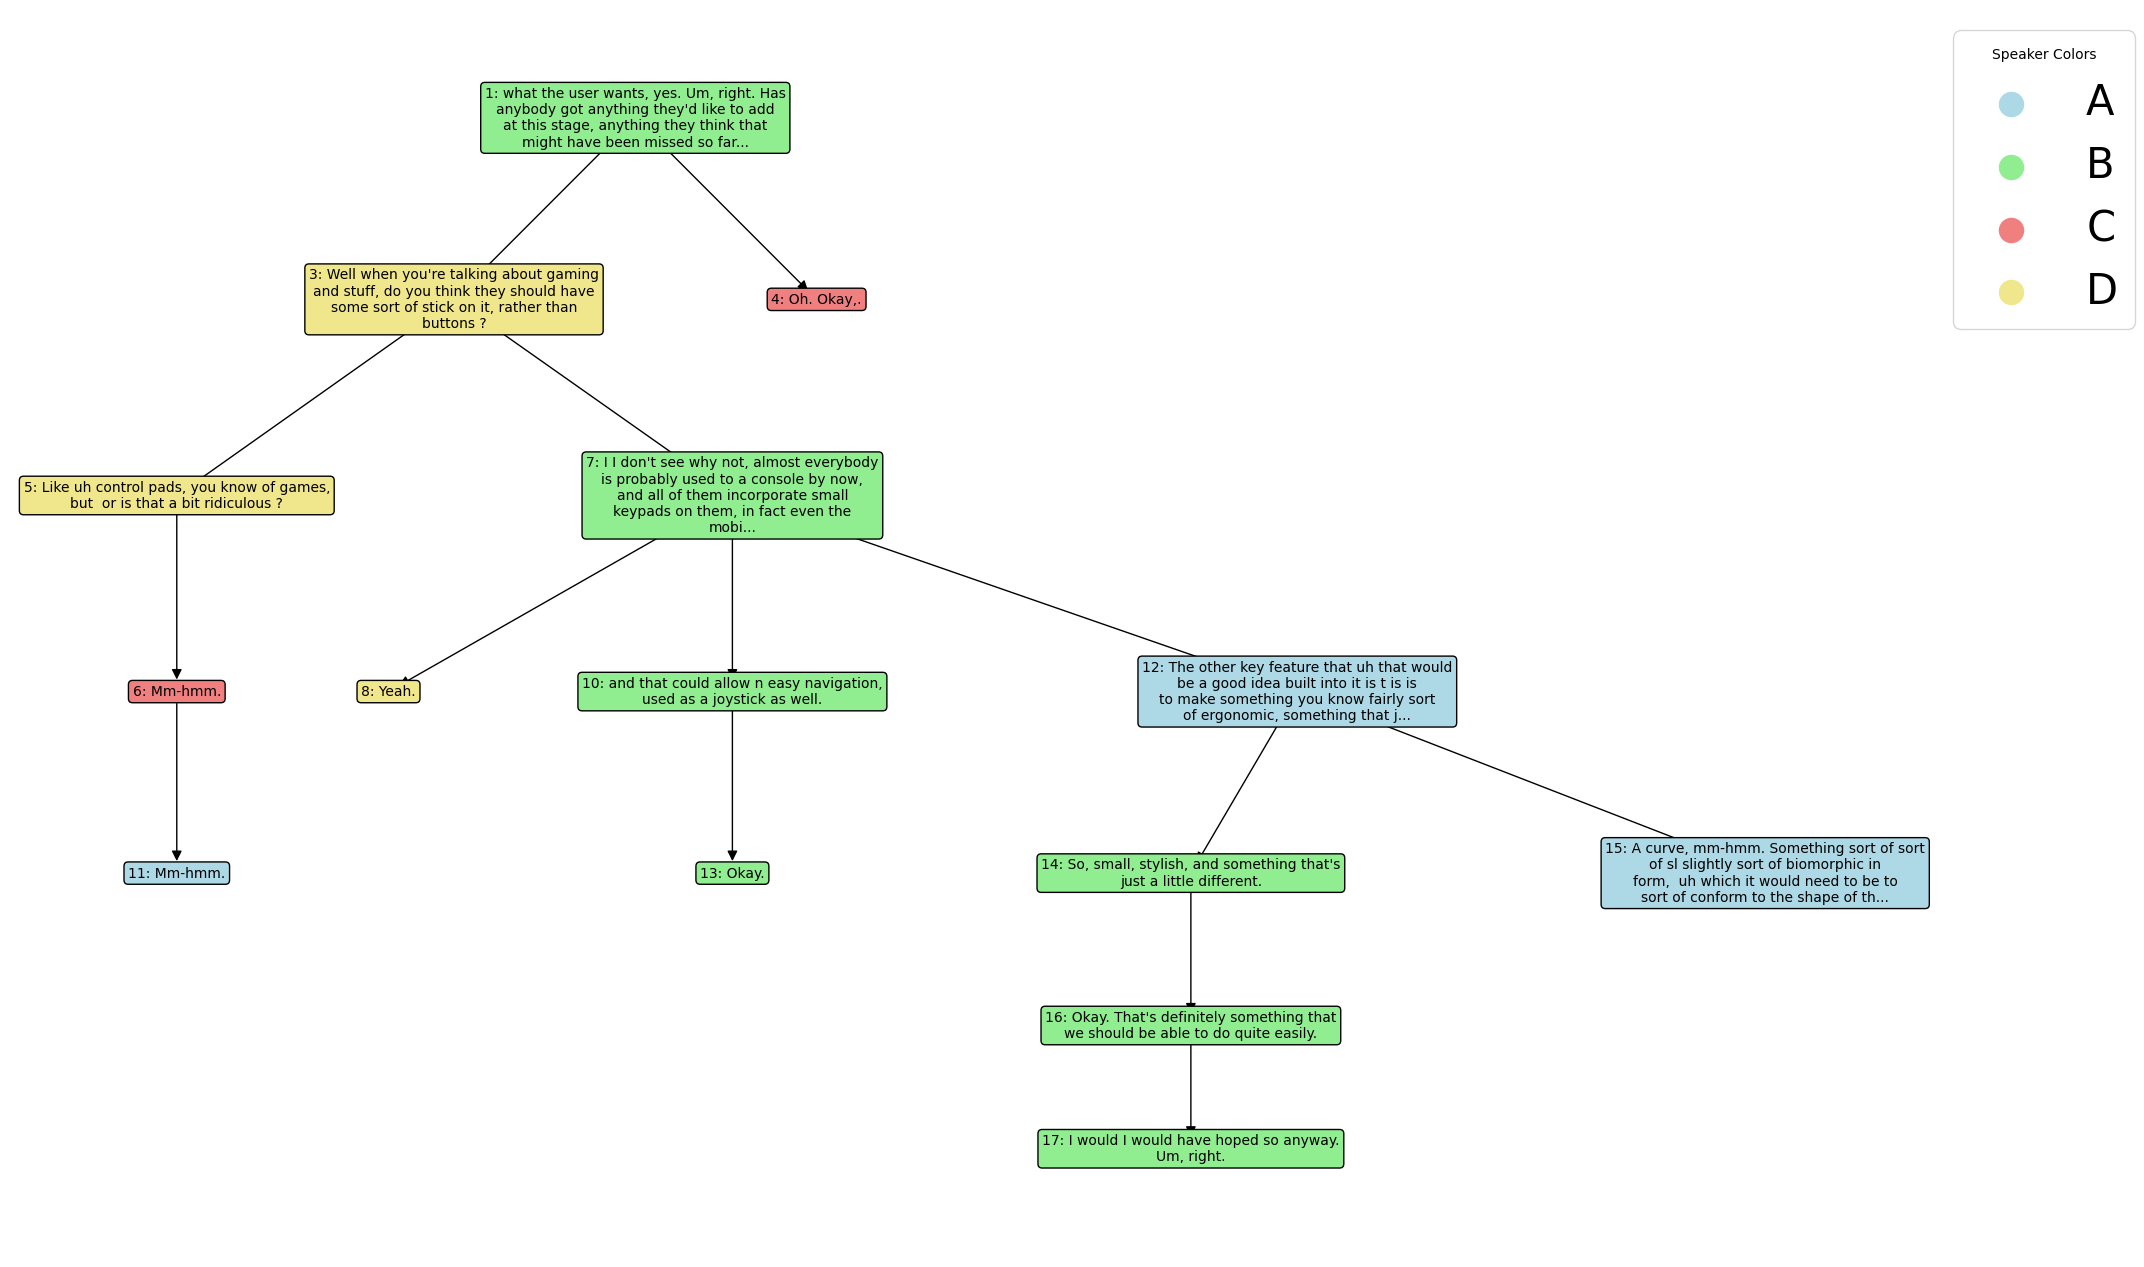 Speaker Colors
A
B
C
D
1: what the user wants, yes. Um, right. Has
anybody got anything they'd like to add
at this stage, anything they think that
might have been missed so far...
3: Well when you're talking about gaming
and stuff, do you think they should have
some sort of stick on it, rather than
buttons ?
4: Oh. Okay,.
5: Like uh control pads, you know of games,
but  or is that a bit ridiculous ?
7: I I don't see why not, almost everybody
is probably used to a console by now,
and all of them incorporate small
keypads on them, in fact even the
mobi...
6: Mm-hmm.
8: Yeah.
10: and that could allow n easy navigation,
used as a joystick as well.
12: The other key feature that uh that would
be a good idea built into it is t is is
to make something you know fairly sort
of ergonomic, something that j...
11: Mm-hmm.
13: Okay.
14: So, small, stylish, and something that's
just a little different.
15: A curve, mm-hmm. Something sort of sort
of sl slightly sort of biomorphic in
form,  uh which it would need to be to
sort of conform to the shape of th...
16: Okay. That's definitely something that
we should be able to do quite easily.
17: I would I would have hoped so anyway.
Um, right.